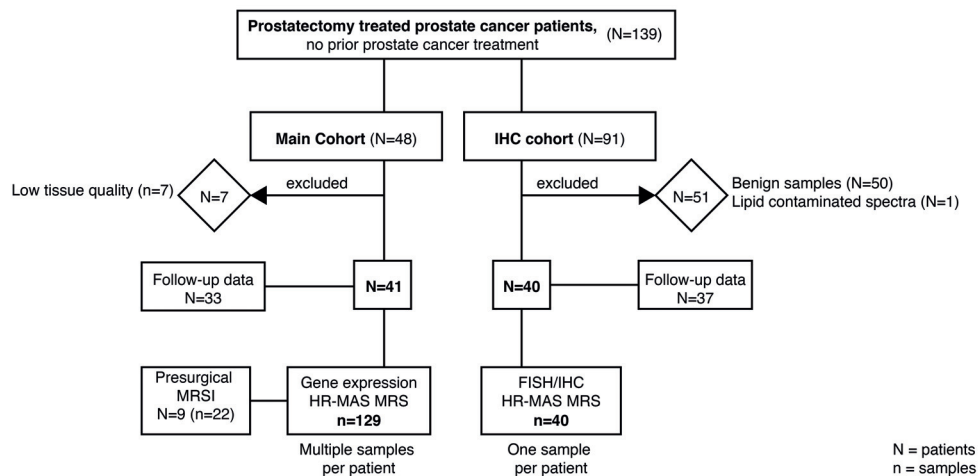 Prostatectomy treated prostate cancer patients, (N=139)
no prior prostate cancer treatment
Main Cohort (N=48)
IHC cohort (N=91)
Low tissue quality (n=7)
N=7
excluded
excluded
N=51
Benign samples (N=50)
Lipid contaminated spectra (N=1)
Follow-up data
N=33
N=41
N=40
Follow-up data
N=37
Presurgical
MRSI
N=9 (n=22)
Gene expression
HR-MAS MRS
n=129
FISH/IHC
HR-MAS MRS
n=40
Multiple samples
per patient
One sample
per patient
N = patients
n = samples